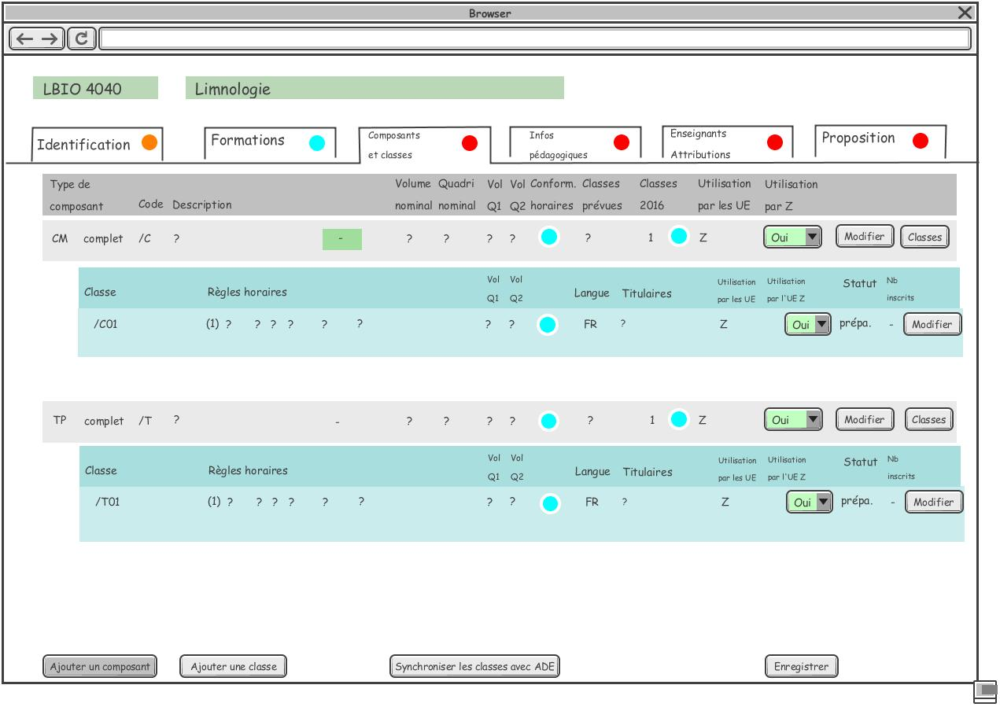 Browser
LBIO 4040 Limnologie
Identification Formations Composants et classes Infos pédagogiques Enseignants Attributions Proposition
Type de composant Code Description Volume nominal Quadri nominal Vol Q1 Vol Q2 Conform. horaires Classes prévues Classes 2016 Utilisation par les UE Utilisation par Z
CM complet /C ? - ? ? ? ? ? 1 Z Oui Modifier Classes
Classe Règles horaires Vol Q1 Vol Q2 Langue Titulaires Utilisation par les UE Utilisation par l'UE Z Statut Nb inscrits
/C01 (1) ? ? ? ? ? ? ? ? FR ? Z Oui prépa. - Modifier
TP complet /T ? - ? ? ? ? ? 1 Z Oui Modifier Classes
Classe Règles horaires Vol Q1 Vol Q2 Langue Titulaires Utilisation par les UE Utilisation par l'UE Z Statut Nb inscrits
/T01 (1) ? ? ? ? ? ? ? ? FR ? Z Oui prépa. - Modifier
Ajouter un composant Ajouter une classe Synchroniser les classes avec ADE Enregistrer